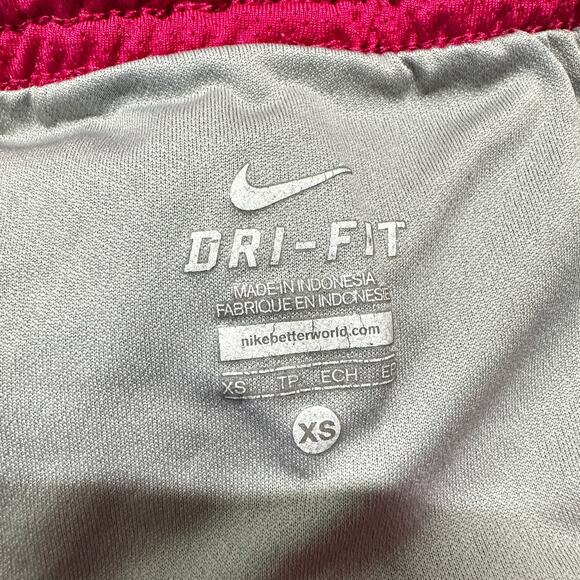 DRI-FIT
MADE IN INDONESIA
FABRIQUE EN INDONESIE
nikebetterworld.com
XS TP ECH EP
XS